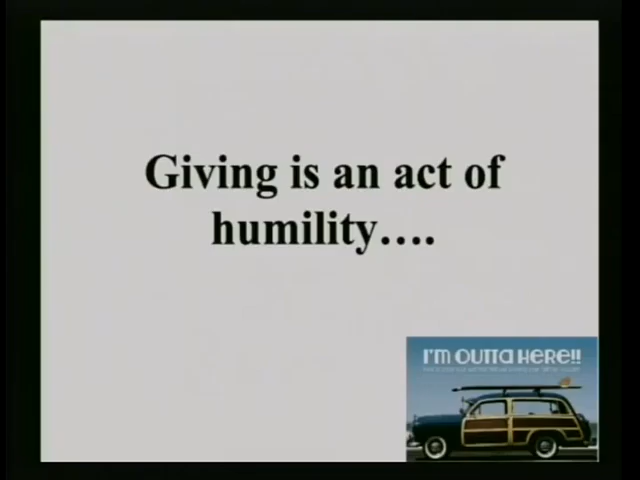 Giving is an act of
humility….
I'M OUTTA HERE!!